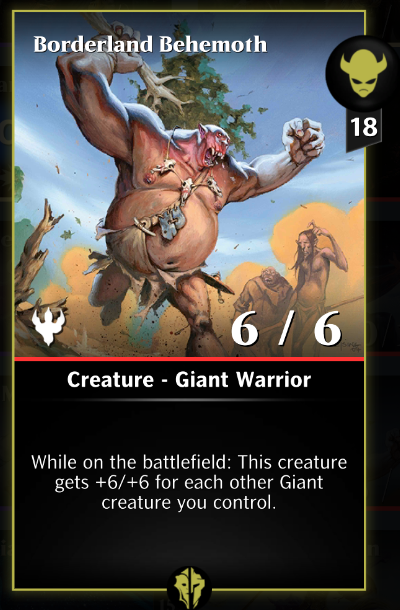 Borderland Behemoth
18
6 / 6
Creature - Giant Warrior
While on the battlefield: This creature
gets +6/+6 for each other Giant
creature you control.